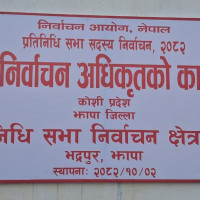 निर्वाचन आयोग, नेपाल
प्रतिनिधि सभा सदस्य निर्वाचन, २०८२
निर्वाचन अधिकृतको का
कोशी प्रदेश
झापा जिल्ला
निधि सभा निर्वाचन क्षेत्र
भद्रपुर, झापा
स्थापनाः २०८२/१०/०२